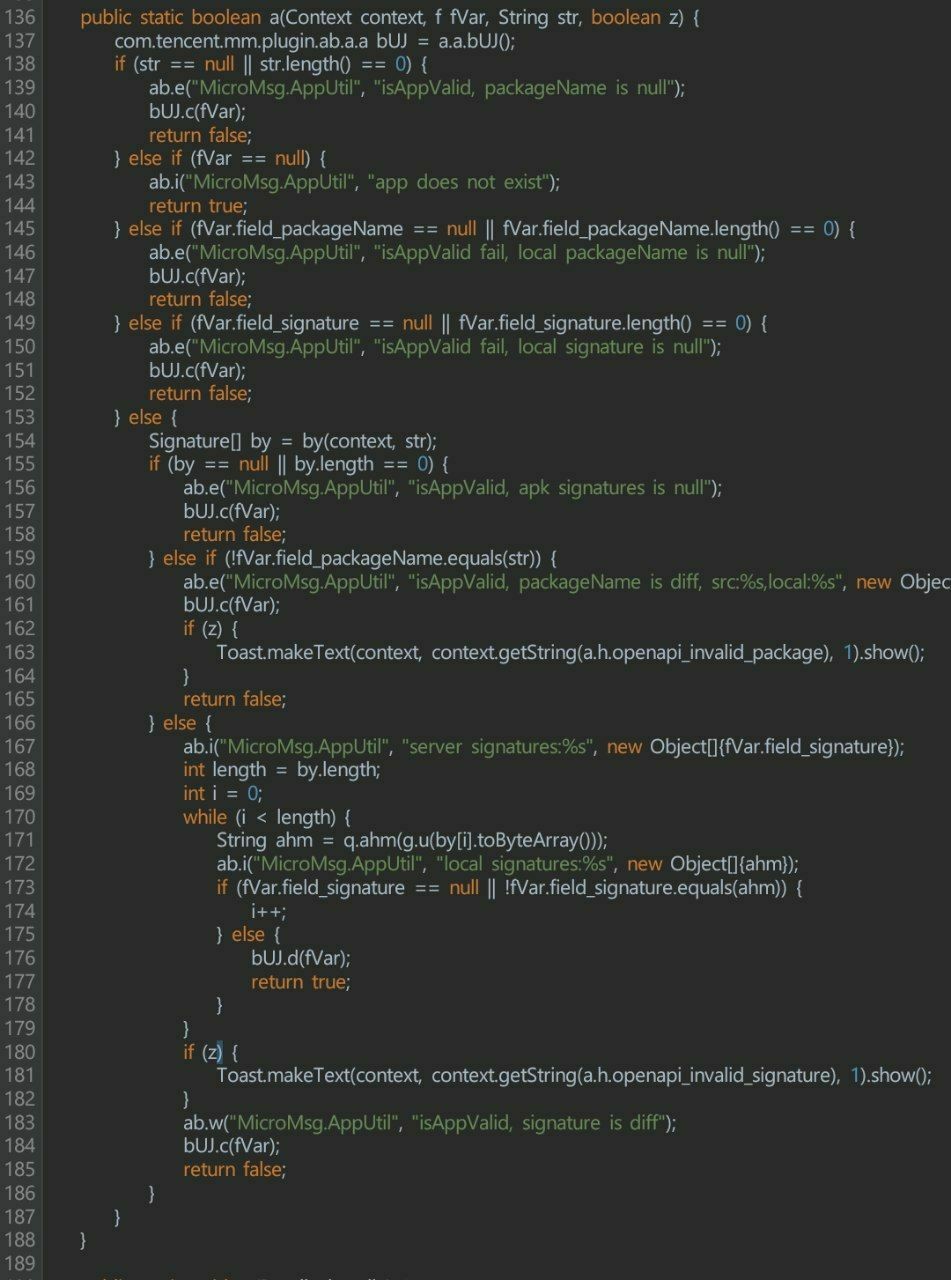 136 public static boolean a(Context context, f fVar, String str, boolean z) {
137 com.tencent.mm.plugin.ab.a.a bUJ = a.a.bUJ();
138 if (str == null || str.length() == 0) {
139 ab.e("MicroMsg.AppUtil", "isAppValid, packageName is null");
140 bUJ.c(fVar);
141 return false;
142 } else if (fVar == null) {
143 ab.i("MicroMsg.AppUtil", "app does not exist");
144 return true;
145 } else if (fVar.field_packageName == null || fVar.field_packageName.length() == 0) {
146 ab.e("MicroMsg.AppUtil", "isAppValid fail, local packageName is null");
147 bUJ.c(fVar);
148 return false;
149 } else if (fVar.field_signature == null || fVar.field_signature.length() == 0) {
150 ab.e("MicroMsg.AppUtil", "isAppValid fail, local signature is null");
151 bUJ.c(fVar);
152 return false;
153 } else {
154 Signature[] by = by(context, str);
155 if (by == null || by.length == 0) {
156 ab.e("MicroMsg.AppUtil", "isAppValid, apk signatures is null");
157 bUJ.c(fVar);
158 return false;
159 } else if (!fVar.field_packageName.equals(str)) {
160 ab.e("MicroMsg.AppUtil", "isAppValid, packageName is diff, src:%s,local:%s", new Objec
161 bUJ.c(fVar);
162 if (z) {
163 Toast.makeText(context, context.getString(a.h.openapi_invalid_package), 1).show();
164 }
165 return false;
166 } else {
167 ab.i("MicroMsg.AppUtil", "server signatures:%s", new Object[]{fVar.field_signature});
168 int length = by.length;
169 int i = 0;
170 while (i < length) {
171 String ahm = q.ahm(g.u(by[i].toByteArray()));
172 ab.i("MicroMsg.AppUtil", "local signatures:%s", new Object[]{ahm});
173 if (fVar.field_signature == null || !fVar.field_signature.equals(ahm)) {
174 i++;
175 } else {
176 bUJ.d(fVar);
177 return true;
178 }
179 }
180 if (z) {
181 Toast.makeText(context, context.getString(a.h.openapi_invalid_signature), 1).show();
182 }
183 ab.w("MicroMsg.AppUtil", "isAppValid, signature is diff");
184 bUJ.c(fVar);
185 return false;
186 }
187 }
188 }
189